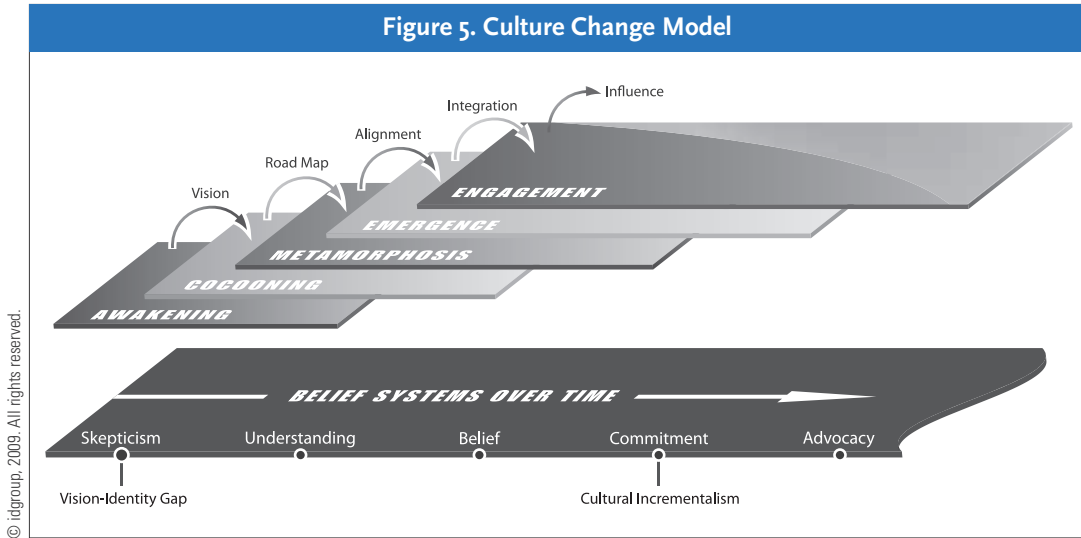 Figure 5. Culture Change Model
Influence
Integration
Alignment
Road Map
Vision
ENGAGEMENT
EMERGENCE
METAMORPHOSIS
COCOONING
AWAKENING
BELIEF SYSTEMS OVER TIME
Skepticism Understanding Belief Commitment Advocacy
Vision-Identity Gap Cultural Incrementalism
© idgroup, 2009. All rights reserved.